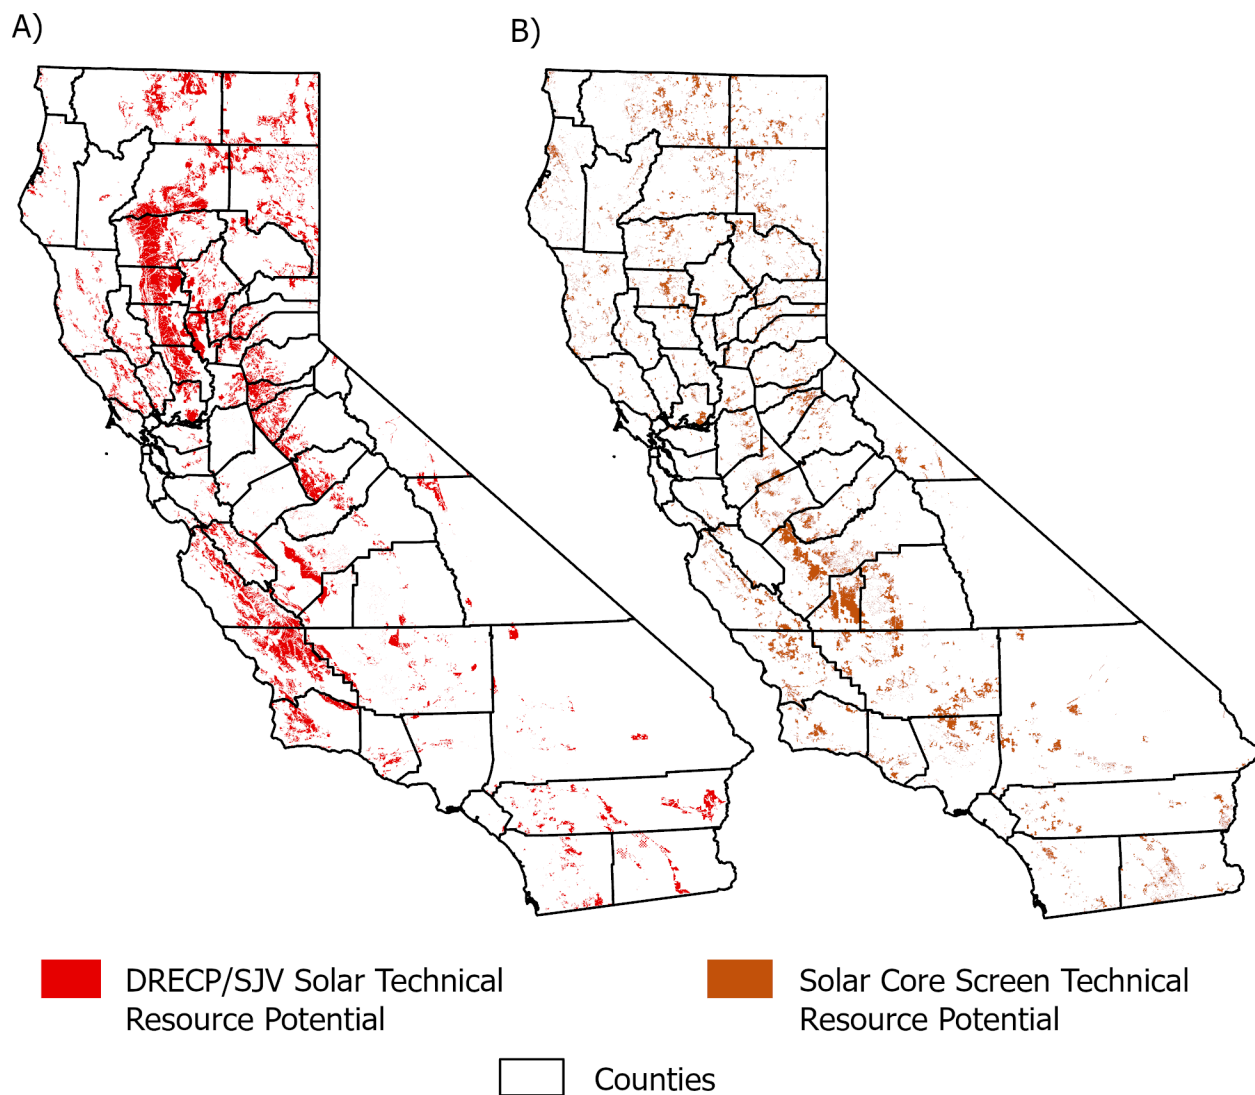 A)
B)
DRECP/SJV Solar Technical
Resource Potential
Solar Core Screen Technical
Resource Potential
Counties